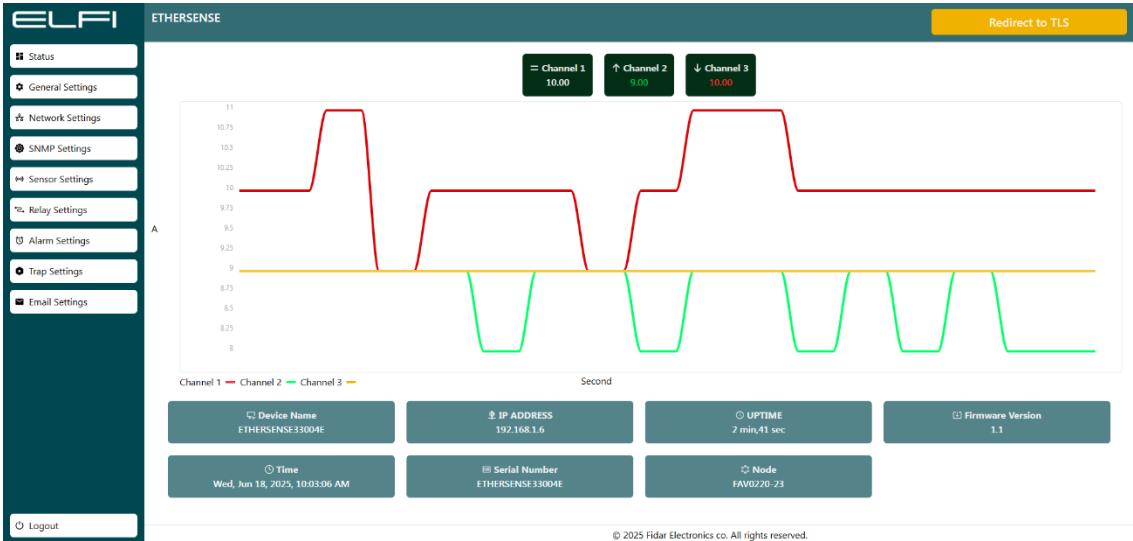 ELFI
ETHERSENSE
Redirect to TLS
Status
General Settings
Network Settings
SNMP Settings
Sensor Settings
Relay Settings
Alarm Settings
Trap Settings
Email Settings
Logout
= Channel 1
10.00
↑ Channel 2
9.00
↓ Channel 3
10.00
11
10.75
10.5
10.25
10
9.75
9.5
9.25
9
8.75
8.5
8.25
8
A
Second
Channel 1 Channel 2 Channel 3
Device Name
ETHERSENSE33004E
IP ADDRESS
192.168.1.6
UPTIME
2 min,41 sec
Firmware Version
1.1
Time
Wed, Jun 18, 2025, 10:03:06 AM
Serial Number
ETHERSENSE33004E
Node
FAV0220-23
© 2025 Fidar Electronics co. All rights reserved.